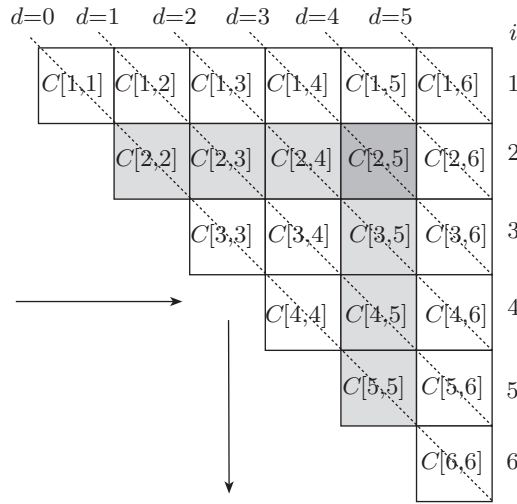 d=0 d=1 d=2 d=3 d=4 d=5
i
C[1,1] C[1,2] C[1,3] C[1,4] C[1,5] C[1,6] 1
C[2,2] C[2,3] C[2,4] C[2,5] C[2,6] 2
C[3,3] C[3,4] C[3,5] C[3,6] 3
C[4,4] C[4,5] C[4,6] 4
C[5,5] C[5,6] 5
C[6,6] 6